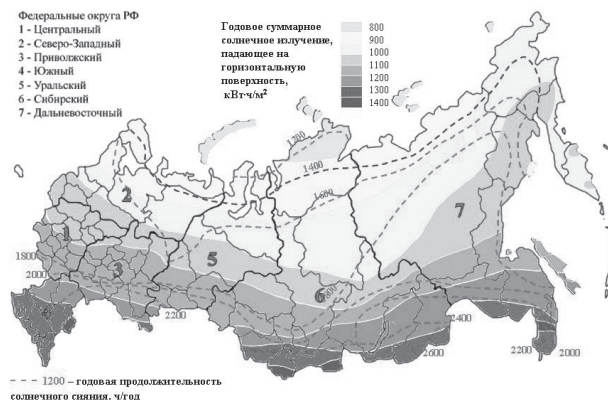 Федеральные округа РФ
1 - Центральный
2 - Северо-Западный
3 - Приволжский
4 - Южный
5 - Уральский
6 - Сибирский
7 - Дальневосточный
Годовое суммарное
солнечное излучение,
падающее на
горизонтальную
поверхность,
кВт·ч/м²
800
900
1000
1100
1200
1300
1400
1200
1400
1600
2
7
1
1800
3
5
6
2000
2200
2400
2600
2200
2000
1200 – годовая продолжительность
солнечного сияния, ч/год